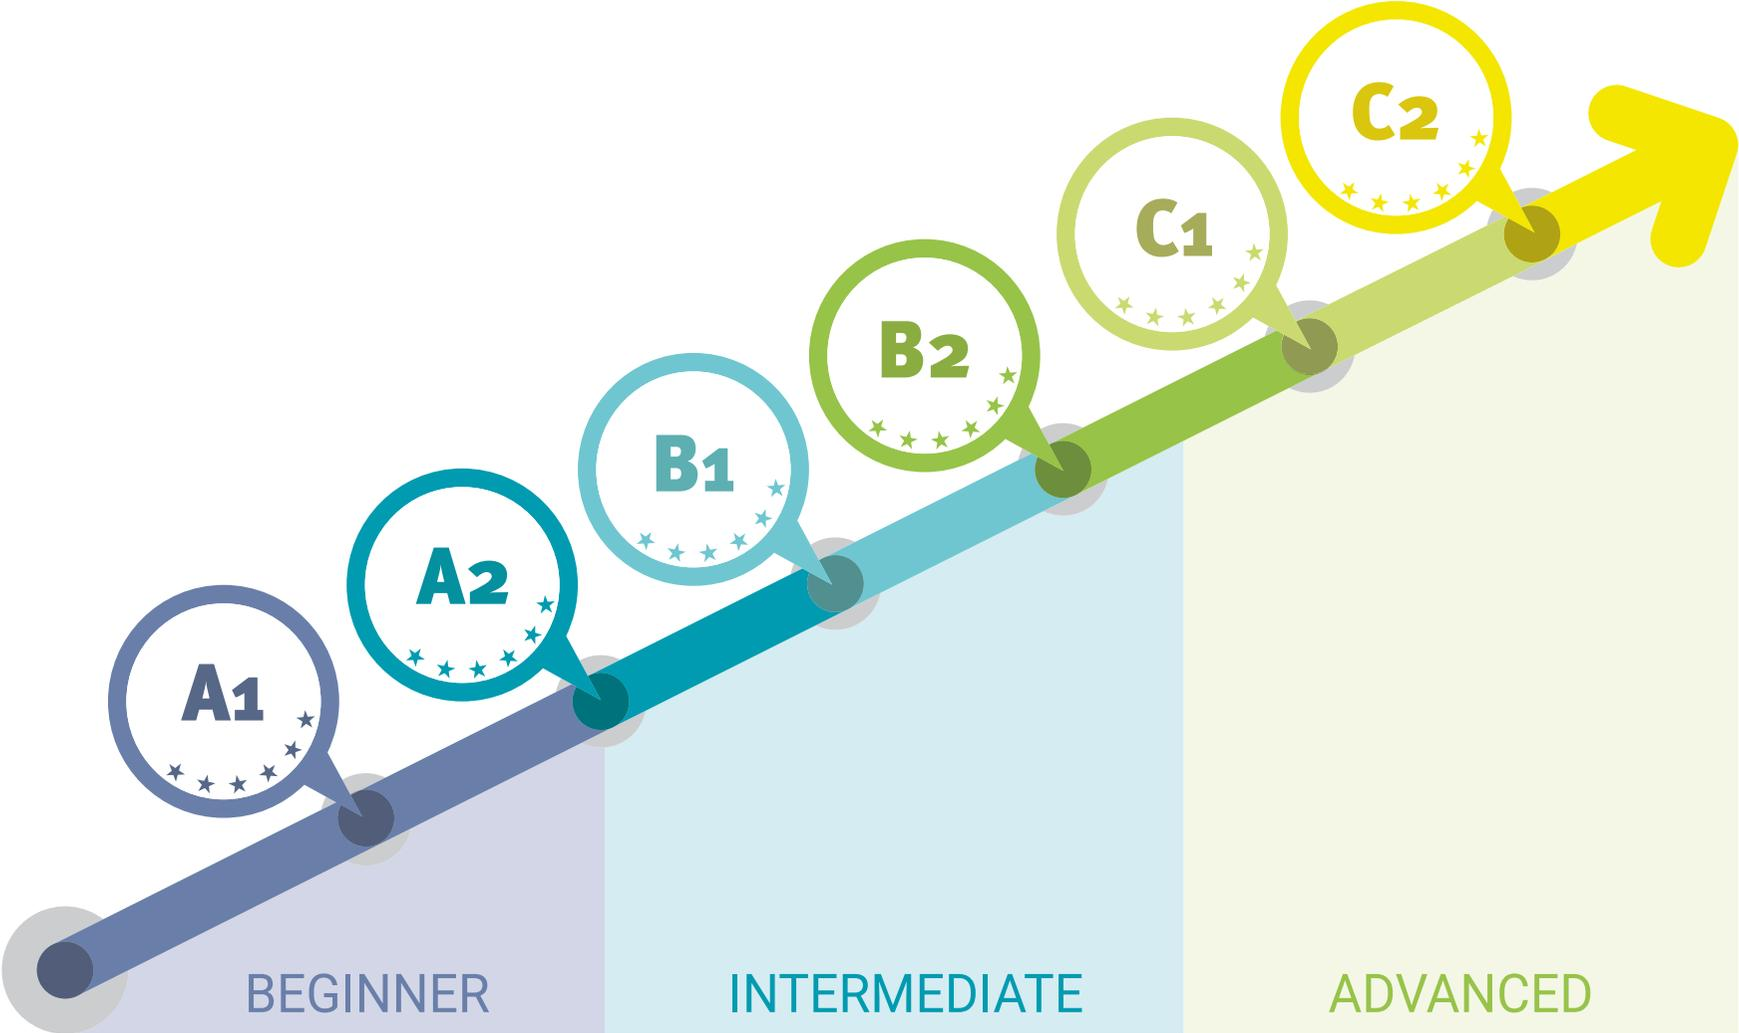 A1
A2
B1
B2
C1
C2
BEGINNER
INTERMEDIATE
ADVANCED